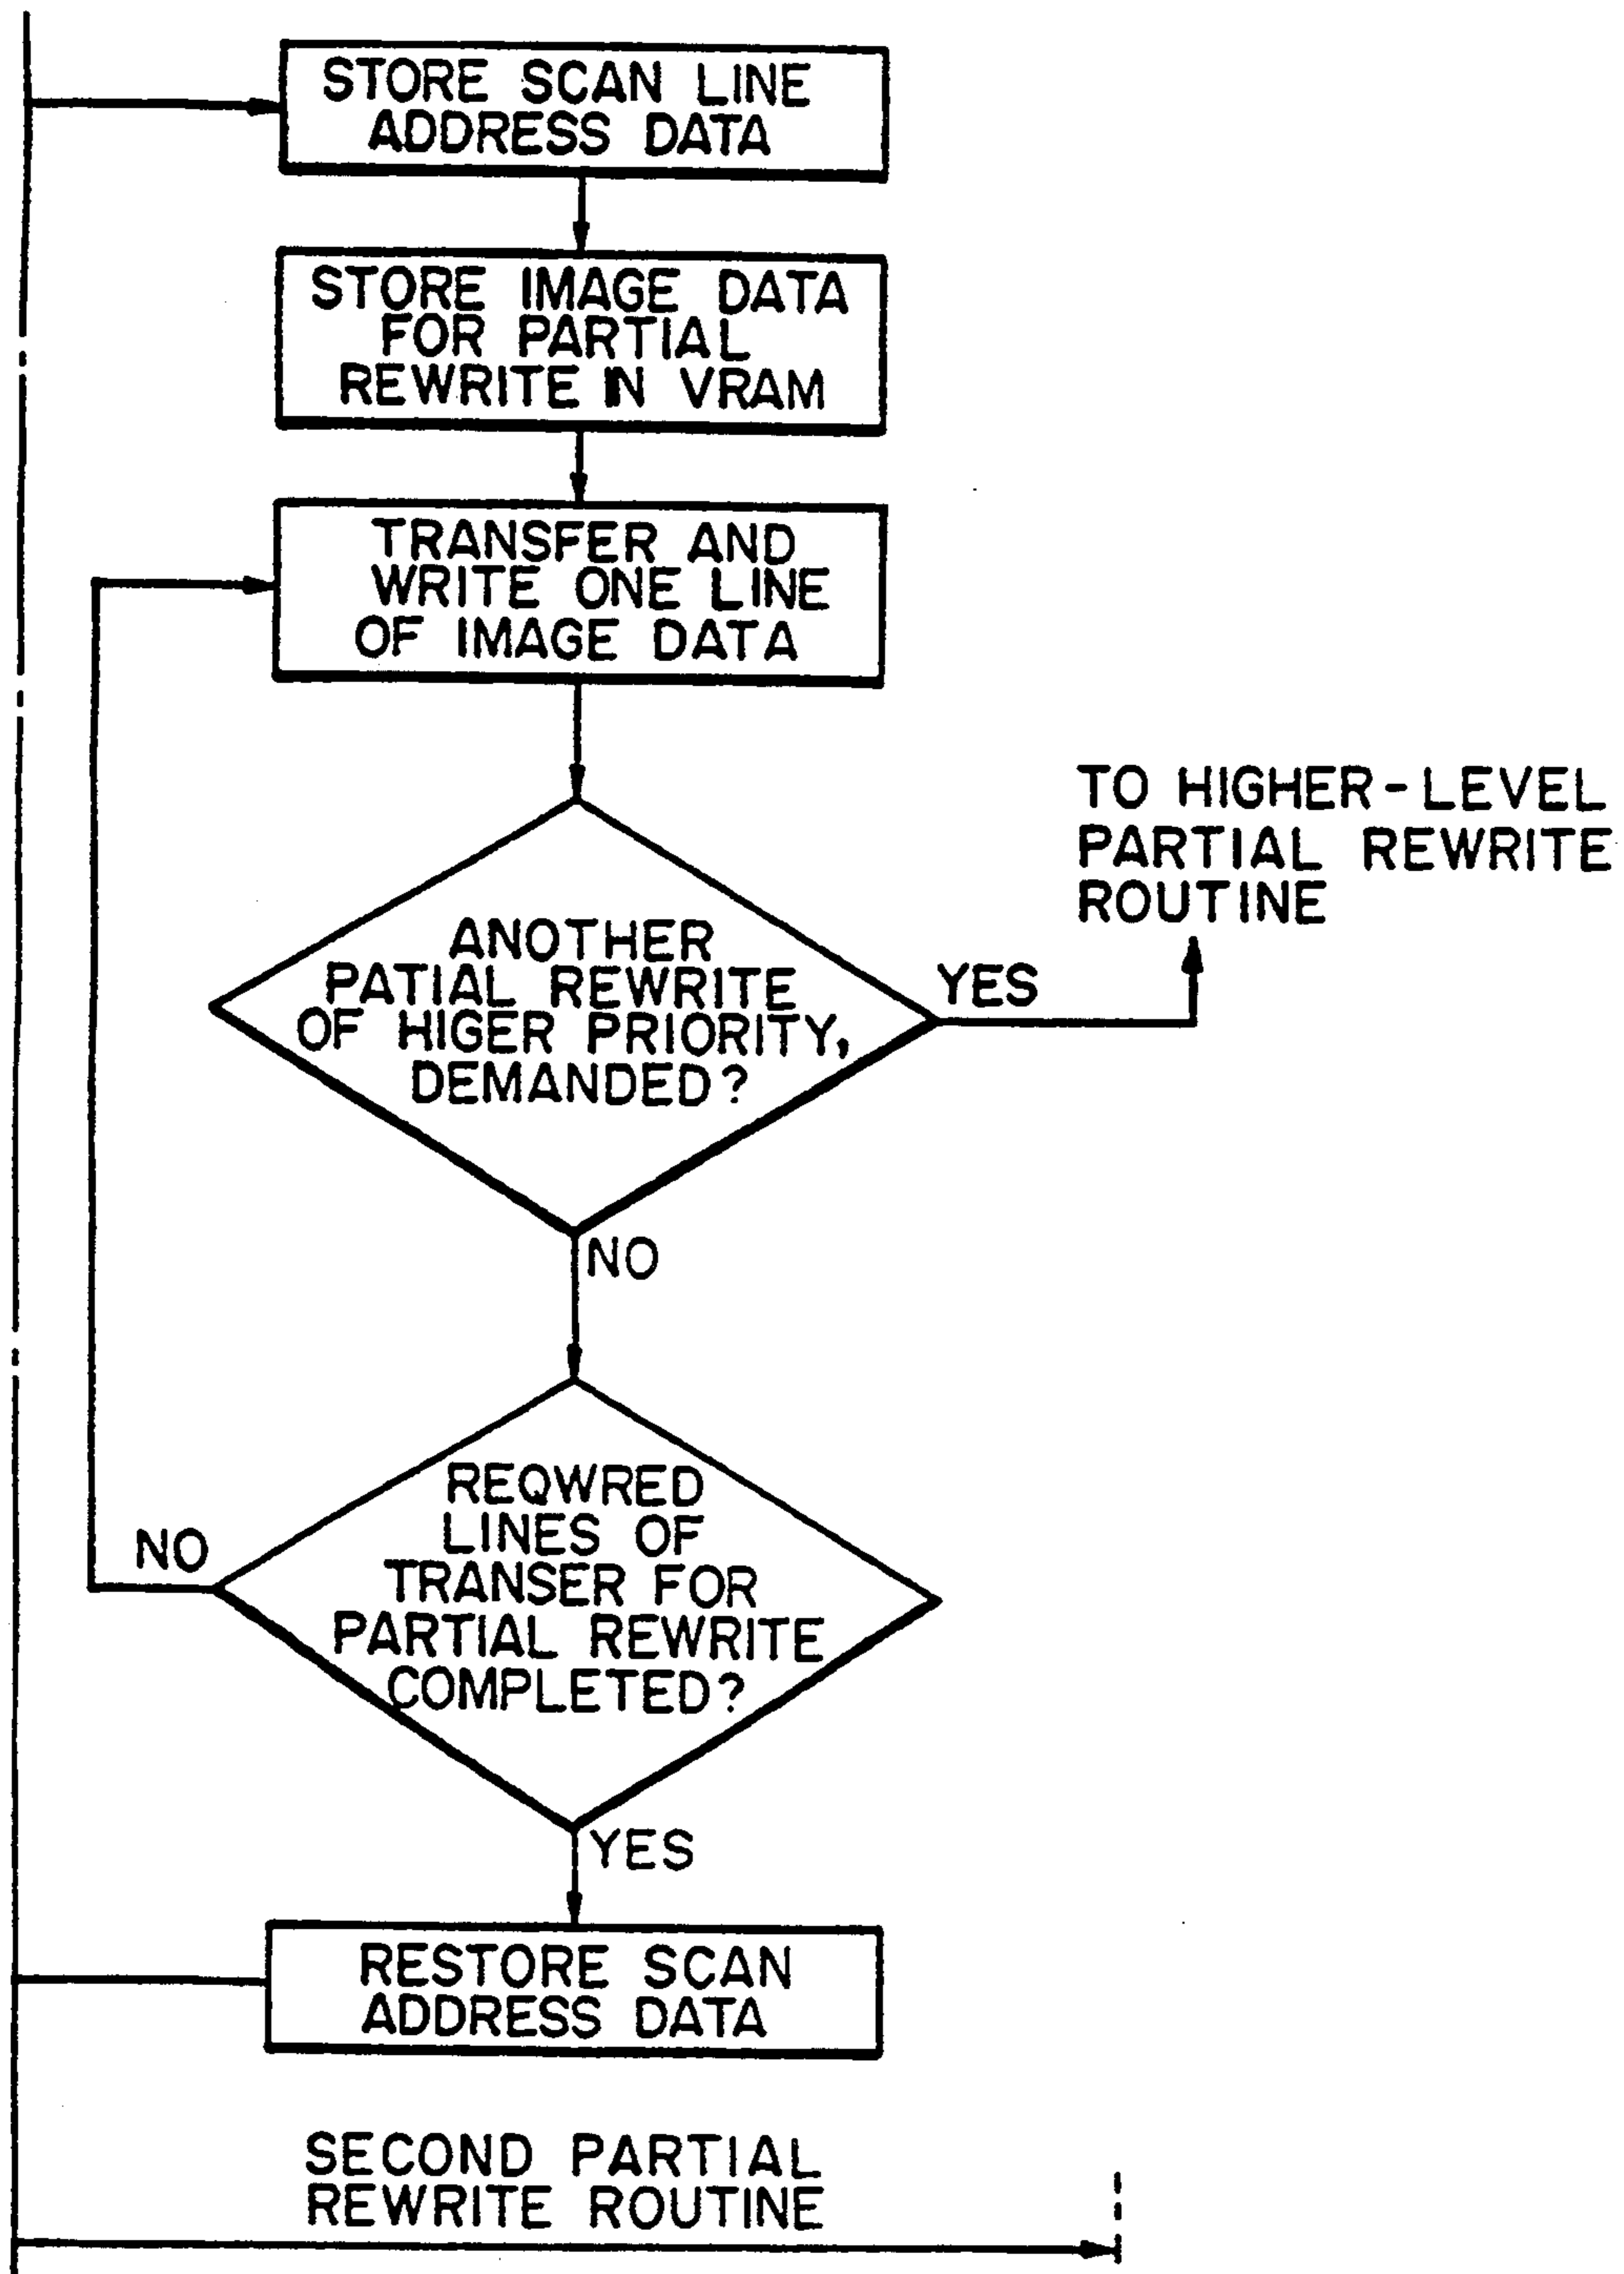 STORE SCAN LINE
ADDRESS DATA
STORE IMAGE DATA
FOR PARTIAL
REWRITE IN VRAM
TRANSFER AND
WRITE ONE LINE
OF IMAGE DATA
TO HIGHER-LEVEL
PARTIAL REWRITE
ROUTINE
ANOTHER
PATIAL REWRITE
OF HIGER PRIORITY,
DEMANDED?
YES
NO
REQWRED
LINES OF
TRANSER FOR
PARTIAL REWRITE
COMPLETED?
NO
YES
RESTORE SCAN
ADDRESS DATA
SECOND PARTIAL
REWRITE ROUTINE